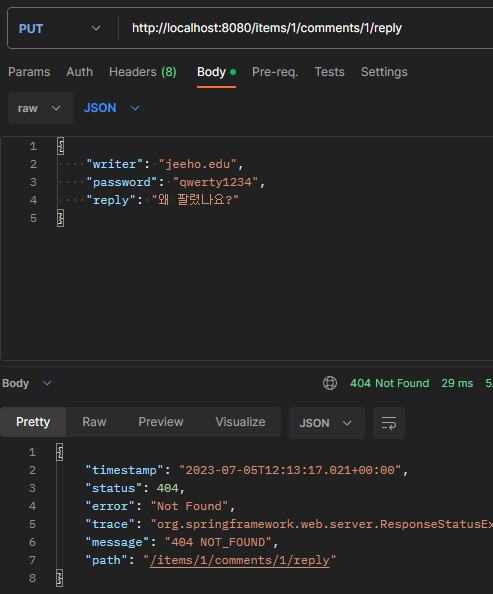 PUT http://localhost:8080/items/1/comments/1/reply
Params Auth Headers (8) Body Pre-req. Tests Settings
raw JSON
1 {
2 "writer": "jeeho.edu",
3 "password": "qwerty1234",
4 "reply": "왜 팔렸나요?"
5 }
Body 404 Not Found 29 ms 5.
Pretty Raw Preview Visualize JSON
1 {
2 "timestamp": "2023-07-05T12:13:17.021+00:00",
3 "status": 404,
4 "error": "Not Found",
5 "trace": "org.springframework.web.server.ResponseStatusEx
6 "message": "404 NOT_FOUND",
7 "path": "/items/1/comments/1/reply"
8 }